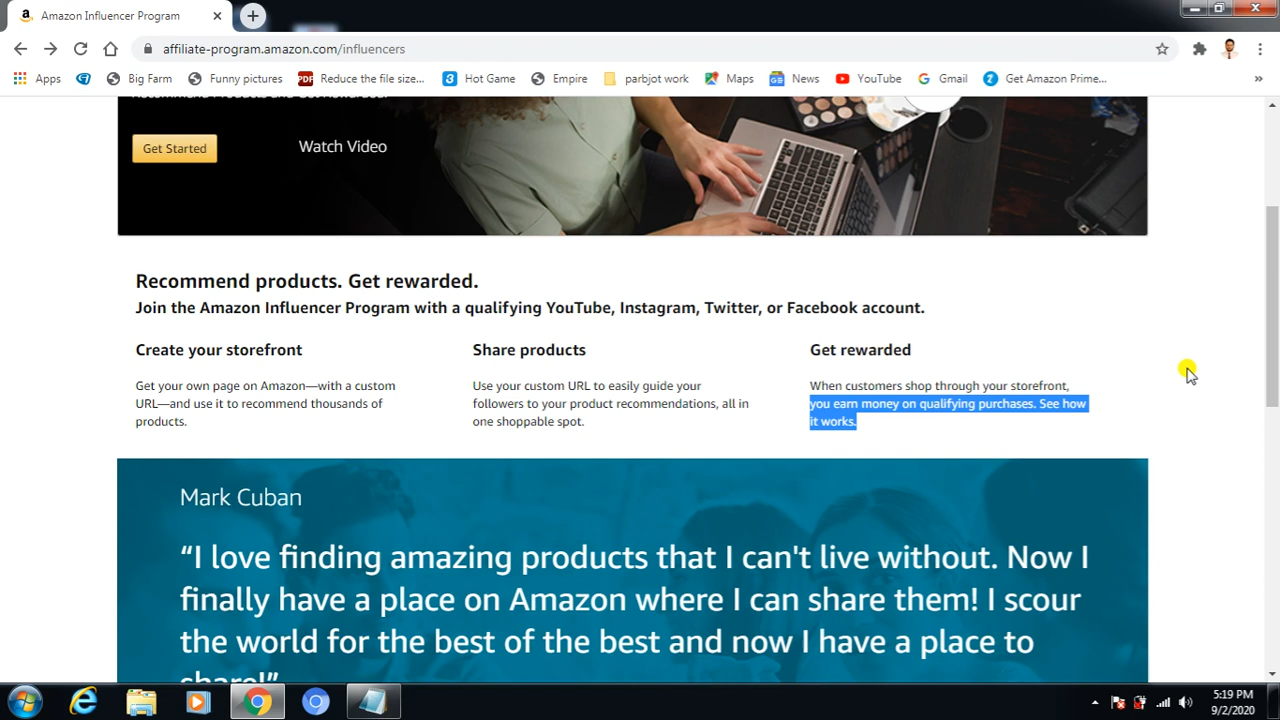 Amazon Influencer Program
affiliate-program.amazon.com/influencers
Apps Big Farm Funny pictures PDF Reduce the file size... Hot Game Empire parbjot work Maps News YouTube Gmail Get Amazon Prime... »
Get Started Watch Video
Recommend products. Get rewarded.
Join the Amazon Influencer Program with a qualifying YouTube, Instagram, Twitter, or Facebook account.
Create your storefront
Get your own page on Amazon—with a custom
URL—and use it to recommend thousands of
products.
Share products
Use your custom URL to easily guide your
followers to your product recommendations, all in
one shoppable spot.
Get rewarded
When customers shop through your storefront,
you earn money on qualifying purchases. See how
it works.
Mark Cuban
“I love finding amazing products that I can't live without. Now I
finally have a place on Amazon where I can share them! I scour
the world for the best of the best and now I have a place to
share!”
5:19 PM
9/2/2020